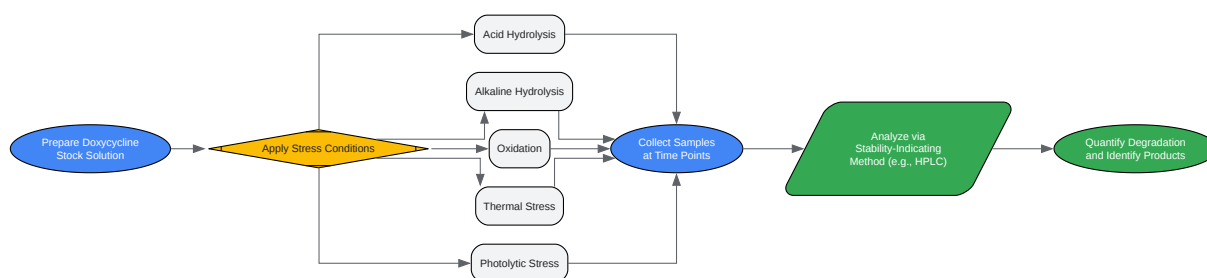 Prepare Doxycycline
Stock Solution
Apply Stress Conditions
Acid Hydrolysis
Alkaline Hydrolysis
Oxidation
Thermal Stress
Photolytic Stress
Collect Samples
at Time Points
Analyze via
Stability-Indicating
Method (e.g., HPLC)
Quantify Degradation
and Identify Products